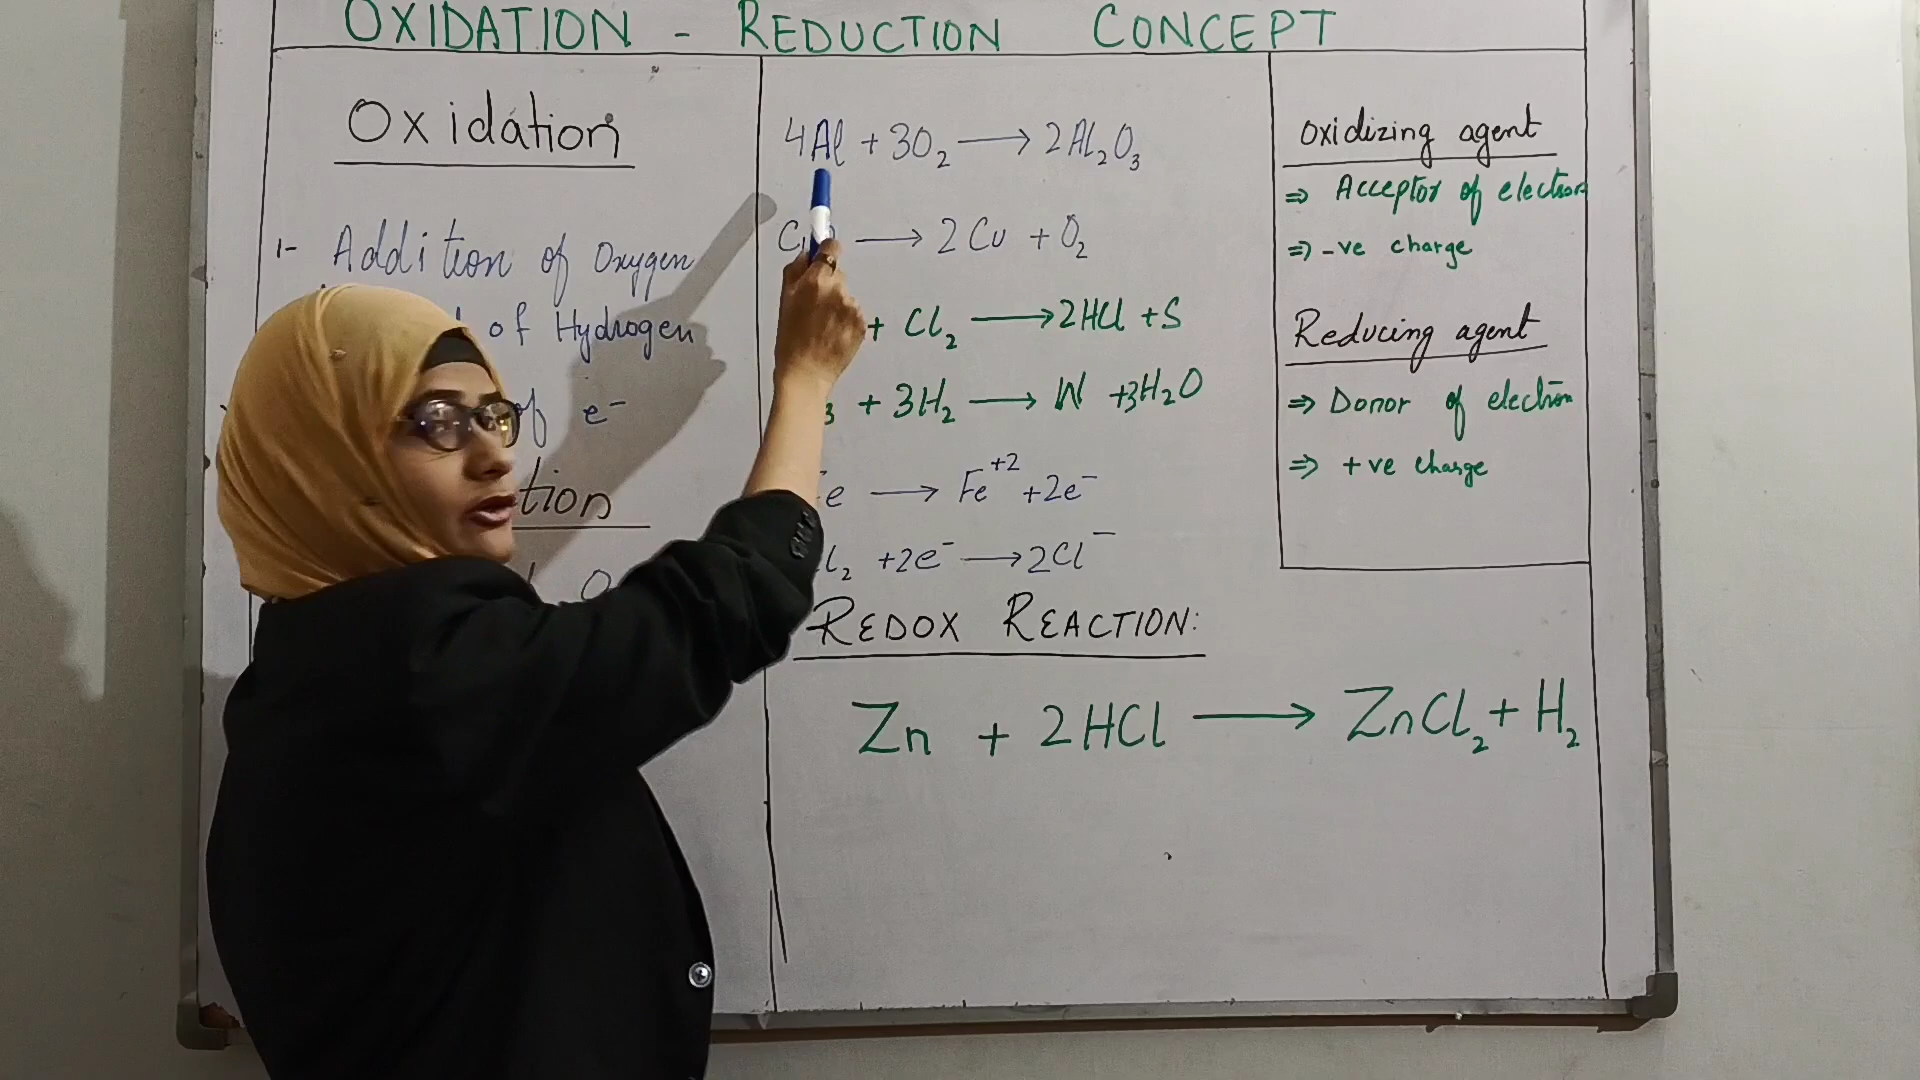 OXIDATION - REDUCTION CONCEPT
Oxidation
1- Addition of Oxygen
of Hydrogen
of e⁻
tion
4Al + 3O₂ → 2Al₂O₃
→ 2Cu + O₂
+ Cl₂ → 2HCl + S
₃ + 3H₂ → W + 3H₂O
e → Fe⁺² + 2e⁻
l₂ + 2e⁻ → 2Cl⁻
REDOX REACTION:
Zn + 2HCl → ZnCl₂ + H₂
Oxidizing agent
⇒ Acceptor of electron
⇒ -ve charge
Reducing agent
⇒ Donor of electron
⇒ +ve charge